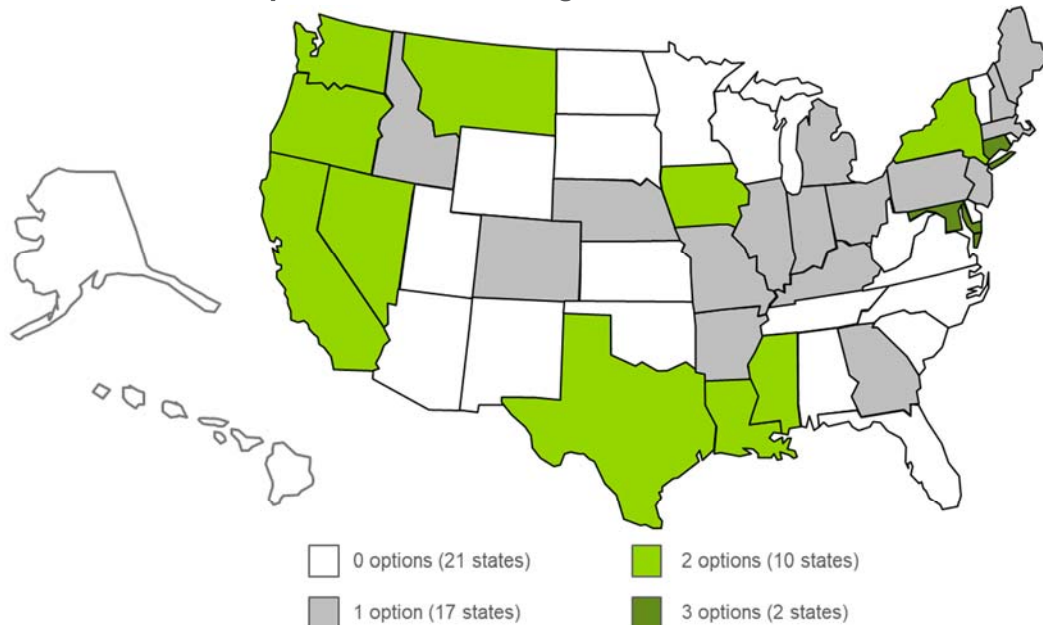 0 options (21 states)
2 options (10 states)
1 option (17 states)
3 options (2 states)